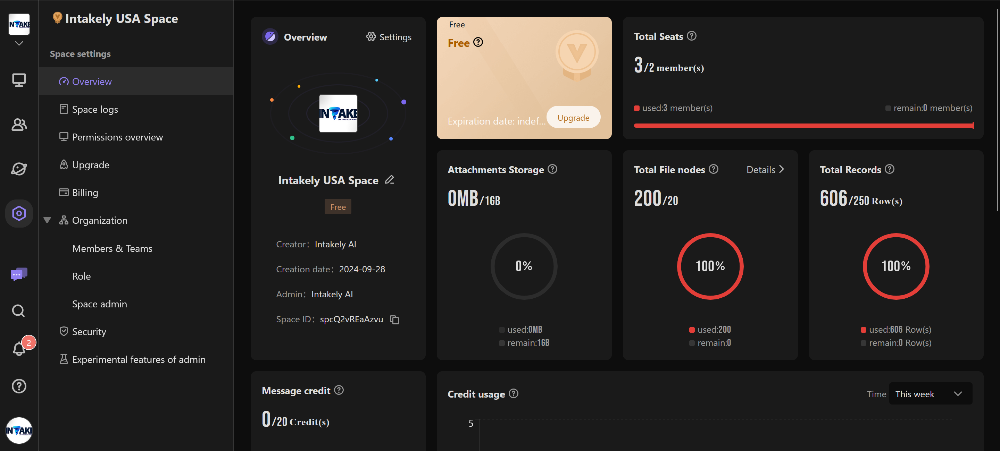 Intakely USA Space
Space settings
Overview
Space logs
Permissions overview
Upgrade
Billing
Organization
Members & Teams
Role
Space admin
Security
2
Experimental features of admin
Overview
Settings
Intakely USA Space
Free
Creator: Intakely AI
Creation date: 2024-09-28
Admin: Intakely AI
Space ID: spcQ2vREaAzvu
Free
Free
Expiration date: indef...
Upgrade
Total Seats
3/2 member(s)
used:3 member(s)
remain:0 member(s)
Attachments Storage
0MB/1GB
0%
used:0MB
remain:1GB
Total File nodes
Details
200/20
100%
used:200
remain:0
Total Records
606/250 Row(s)
100%
used:606 Row(s)
remain:0 Row(s)
Message credit
0/20 Credit(s)
Credit usage
Time
This week
5